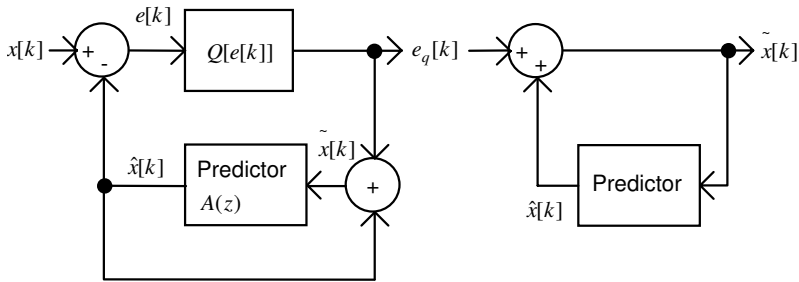 e[k]
x[k] + - Q[e[k]] e_q[k] + + x̃[k]
x̂[k] Predictor A(z) x̃[k] +
Predictor
x̂[k]